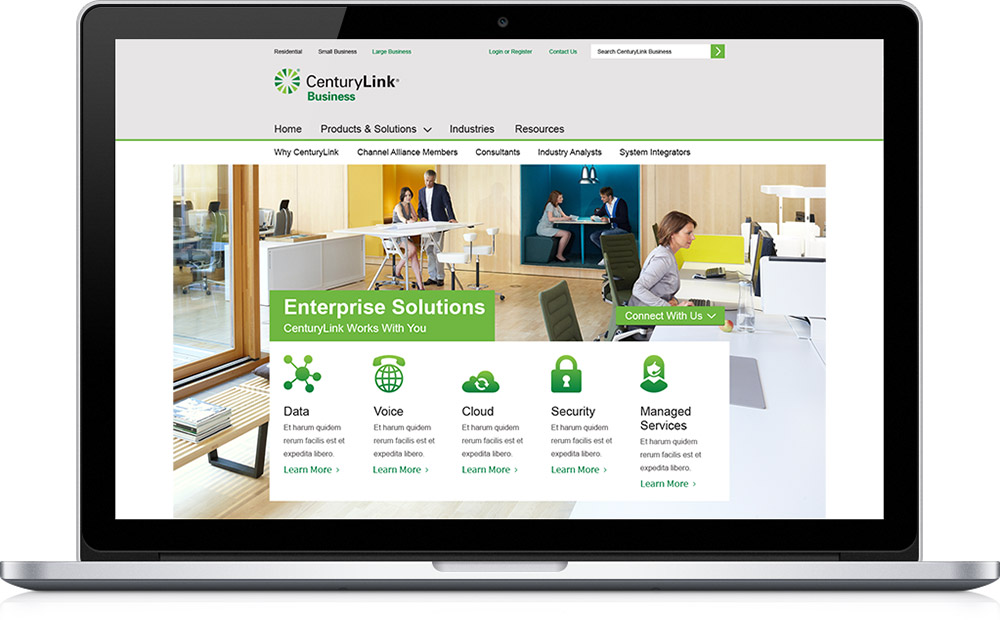 Residential Small Business Large Business Login or Register Contact Us Search CenturyLink Business
CenturyLink®
Business
Home Products & Solutions Industries Resources
Why CenturyLink Channel Alliance Members Consultants Industry Analysts System Integrators
Enterprise Solutions
CenturyLink Works With You
Connect With Us
Data
Et harum quidem
rerum facilis est et
expedita libero.
Learn More ›
Voice
Et harum quidem
rerum facilis est et
expedita libero.
Learn More ›
Cloud
Et harum quidem
rerum facilis est et
expedita libero.
Learn More ›
Security
Et harum quidem
rerum facilis est et
expedita libero.
Learn More ›
Managed
Services
Et harum quidem
rerum facilis est et
expedita libero.
Learn More ›